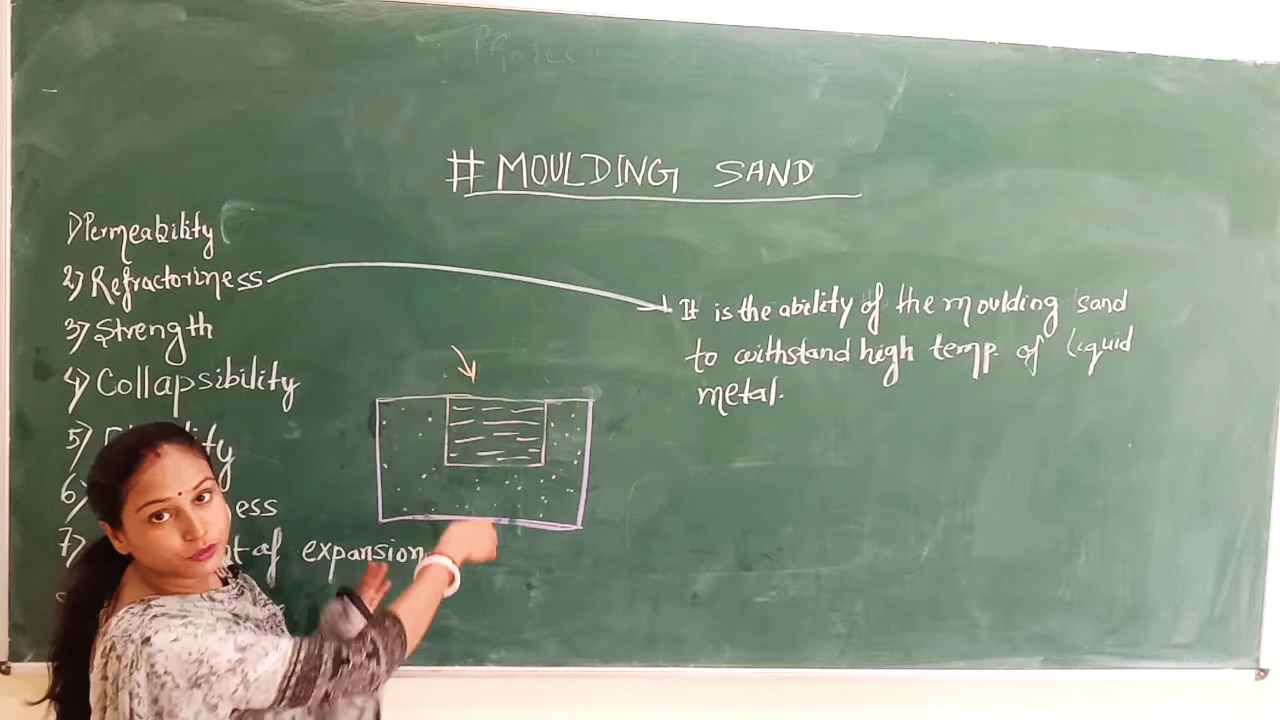 # MOULDING SAND
1) Permeability
2) Refractoriness
3) Strength
4) Collapsibility
5)
6)
7) of expansion
It is the ability of the moulding sand
to withstand high temp. of liquid
metal.